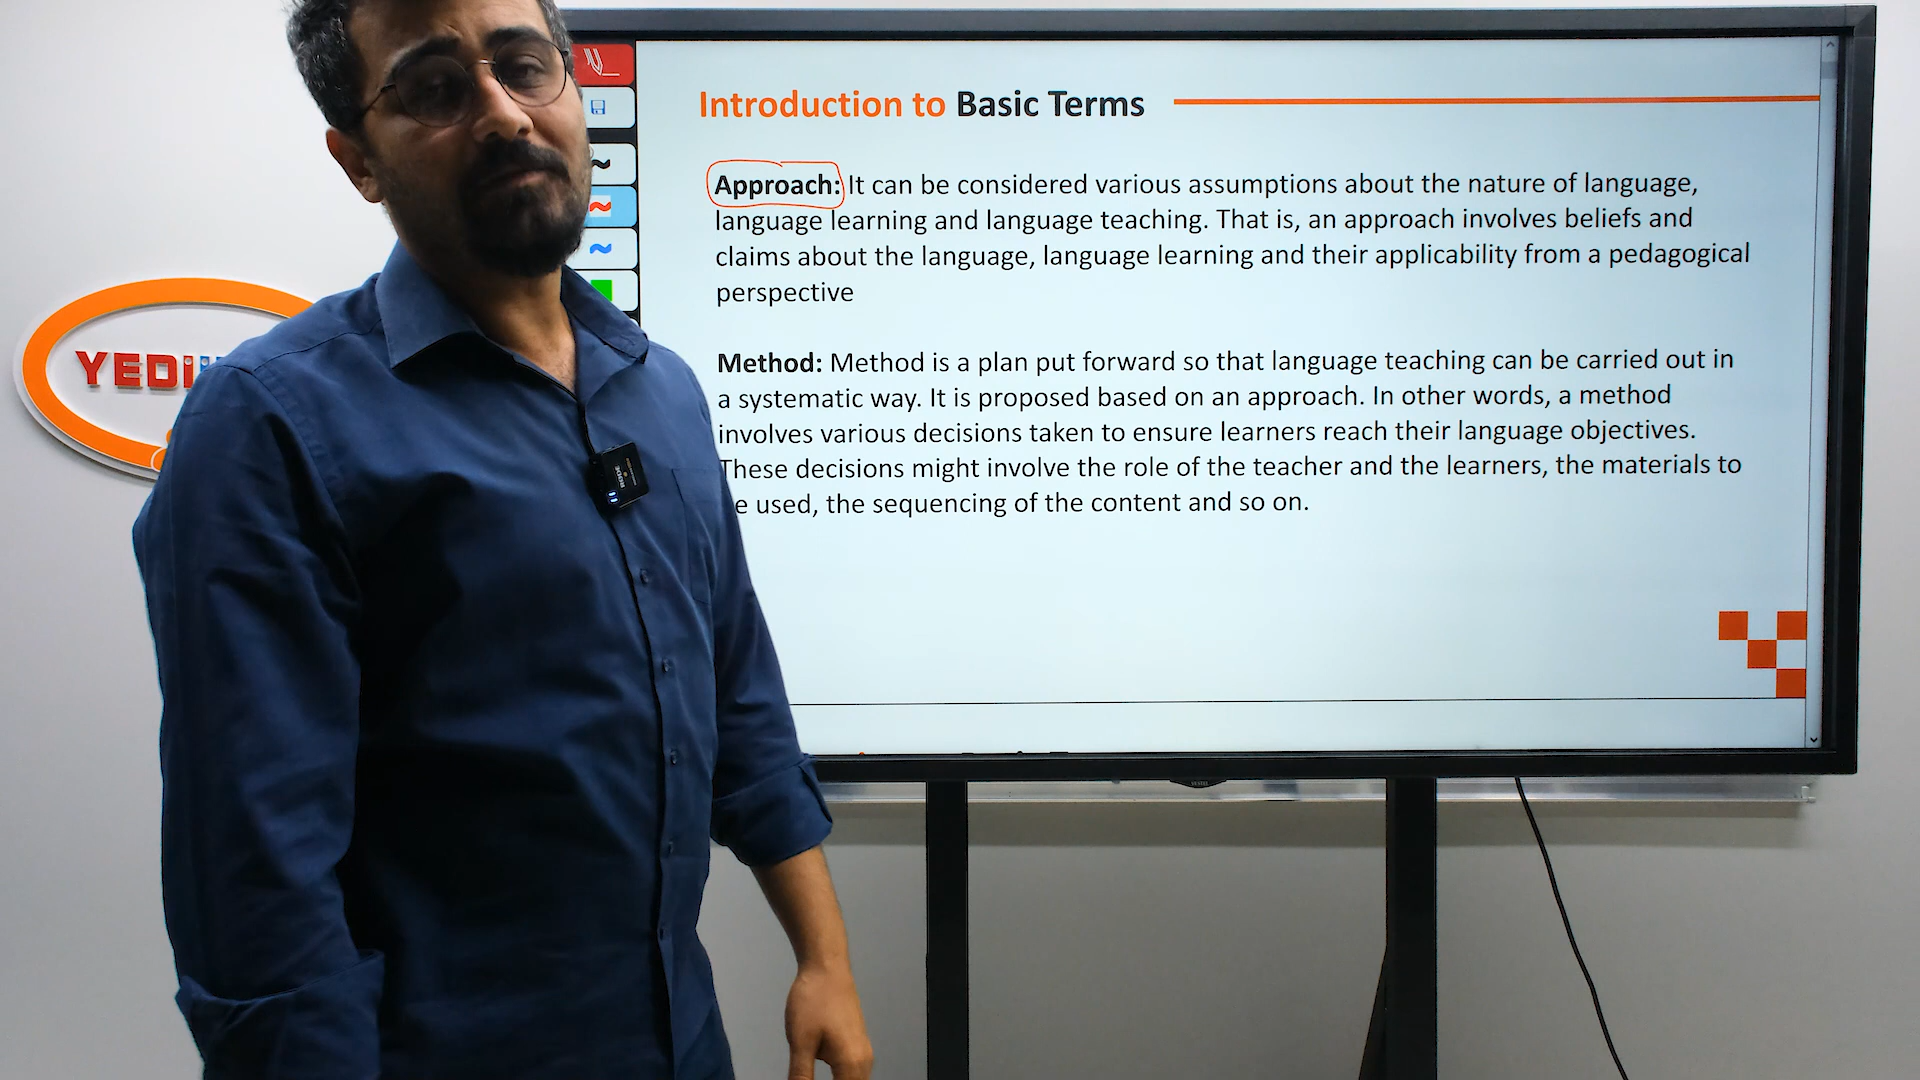 Introduction to Basic Terms
Approach: It can be considered various assumptions about the nature of language,
language learning and language teaching. That is, an approach involves beliefs and
claims about the language, language learning and their applicability from a pedagogical
perspective
Method: Method is a plan put forward so that language teaching can be carried out in
a systematic way. It is proposed based on an approach. In other words, a method
involves various decisions taken to ensure learners reach their language objectives.
These decisions might involve the role of the teacher and the learners, the materials to
e used, the sequencing of the content and so on.
YEDi
RODE